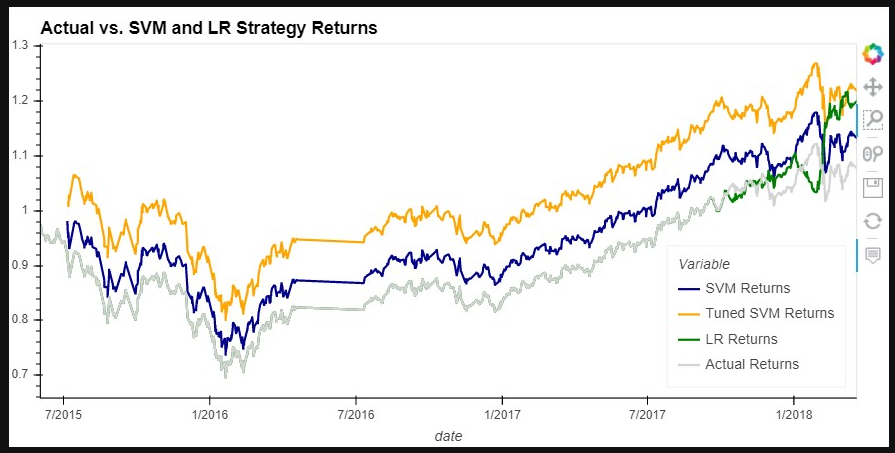 Actual vs. SVM and LR Strategy Returns
1.3
1.2
1.1
1
0.9
0.8
0.7
7/2015
1/2016
7/2016
1/2017
7/2017
1/2018
date
Variable
SVM Returns
Tuned SVM Returns
LR Returns
Actual Returns